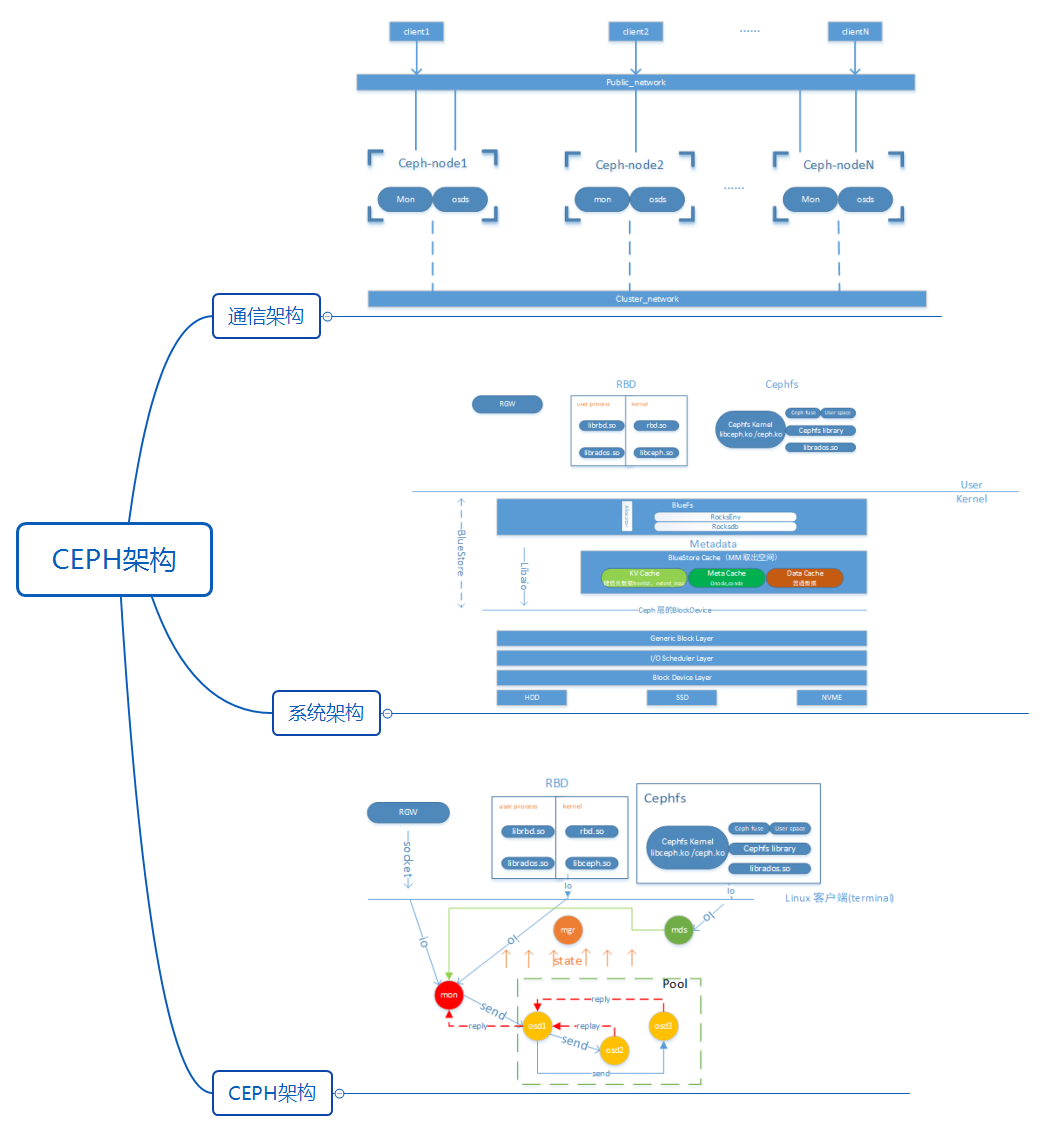 client1
client2
······
clientN
Public_network
Ceph-node1
Ceph-node2
Ceph-nodeN
······
Mon
osds
mon
osds
Mon
osds
Cluster_network
通信架构
RBD
Cephfs
RGW
user process
kernel
librbd.so
rbd.so
librados.so
libceph.so
Cephfs Kernel
libceph.ko /ceph.ko
Ceph-fuse
User space
Cephfs library
librados.so
User
Kernel
BlueStore
Libaio
Allocator
BlueFs
RocksEnv
Rocksdb
Metadata
BlueStore Cache（MM 取出空间）
KV Cache
Meta Cache
Onode,cnode
Data Cache
普通数据
Ceph 层的BlockDevice
Generic Block Layer
I/O Scheduler Layer
Block Device Layer
HDD
SSD
NVME
CEPH架构
系统架构
RBD
Cephfs
RGW
user process
kernel
librbd.so
rbd.so
librados.so
libceph.so
Cephfs Kernel
libceph.ko /ceph.ko
Ceph-fuse
User space
Cephfs library
librados.so
socket
Io
Io
Linux 客户端(terminal)
io
io
io
mgr
mds
state
Pool
mon
send
reply
osd1
reply
replay
osd3
send
osd2
send
CEPH架构